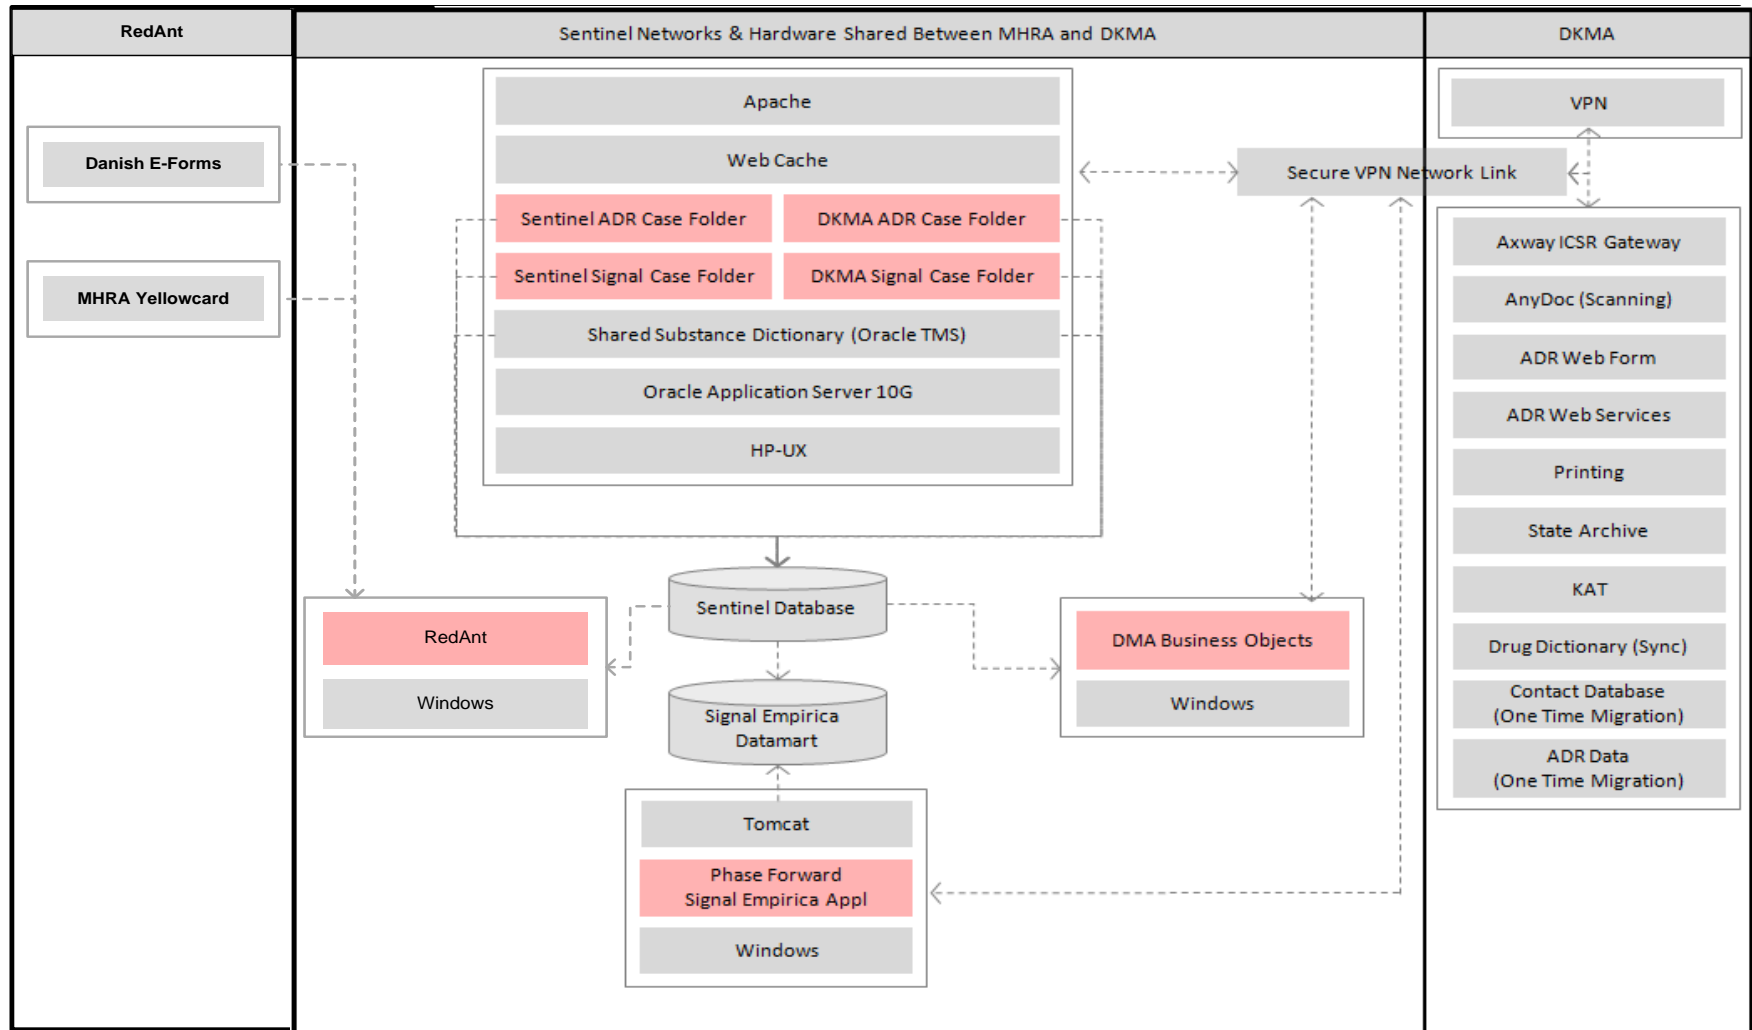 RedAnt
Sentinel Networks & Hardware Shared Between MHRA and DKMA
DKMA
Danish E-Forms
MHRA Yellowcard
Apache
Web Cache
Sentinel ADR Case Folder
DKMA ADR Case Folder
Sentinel Signal Case Folder
DKMA Signal Case Folder
Shared Substance Dictionary (Oracle TMS)
Oracle Application Server 10G
HP-UX
Secure VPN Network Link
Sentinel Database
RedAnt
Windows
Signal Empirica
Datamart
DMA Business Objects
Windows
Tomcat
Phase Forward
Signal Empirica Appl
Windows
VPN
Axway ICSR Gateway
AnyDoc (Scanning)
ADR Web Form
ADR Web Services
Printing
State Archive
KAT
Drug Dictionary (Sync)
Contact Database
(One Time Migration)
ADR Data
(One Time Migration)